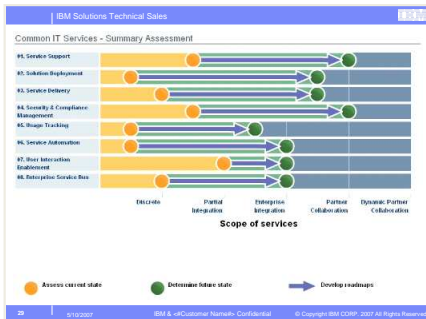 IBM Solutions Technical Sales
IBM
Common IT Services - Summary Assessment
#1. Service Support
#2. Solution Deployment
#3. Service Delivery
#4. Security & Compliance
Management
#5. Usage Tracking
#6. Service Automation
#7. User Interaction
Enablement
#8. Enterprise Service Bus
Discrete
Partial
Integration
Enterprise
Integration
Partner
Collaboration
Dynamic Partner
Collaboration
Scope of services
Assess current state
Determine future state
Develop roadmaps
29
5/10/2007
IBM & <#Customer Name#> Confidential
© Copyright IBM CORP. 2007 All Rights Reserved